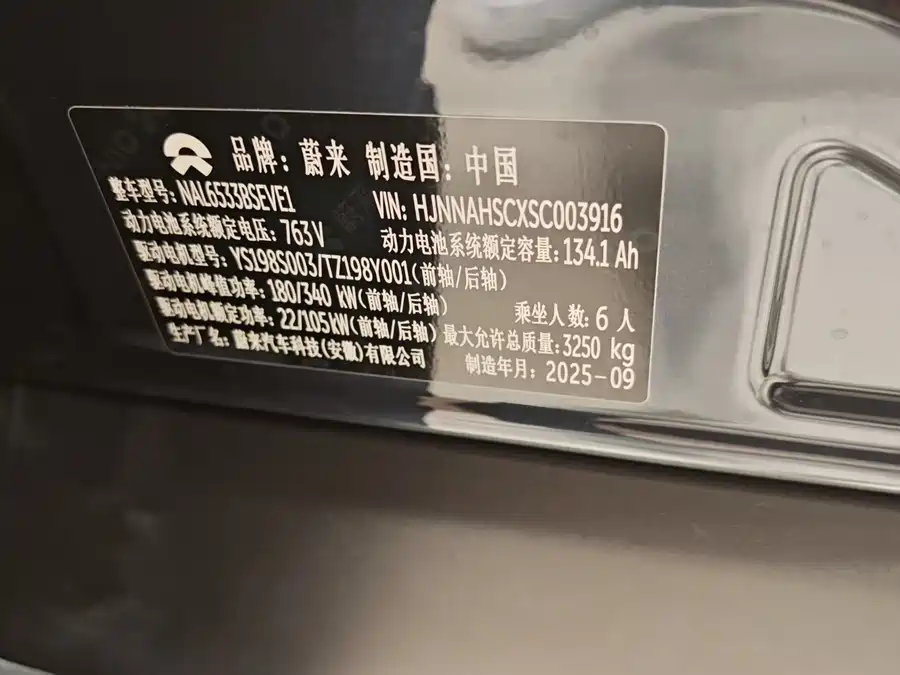 品牌：蔚来 制造国：中国
整车型号：NAL6533BSEVE1 VIN：HJNNAHSCXSC003916
动力电池系统额定电压：763V 动力电池系统额定容量：134.1 Ah
驱动电机型号：YS198S003/TZ198Y001(前轴/后轴)
驱动电机峰值功率：180/340 kW(前轴/后轴) 乘坐人数：6 人
驱动电机额定功率：22/105kW(前轴/后轴) 最大允许总质量：3250 kg
生产厂名：蔚来汽车科技(安徽)有限公司 制造年月：2025-09